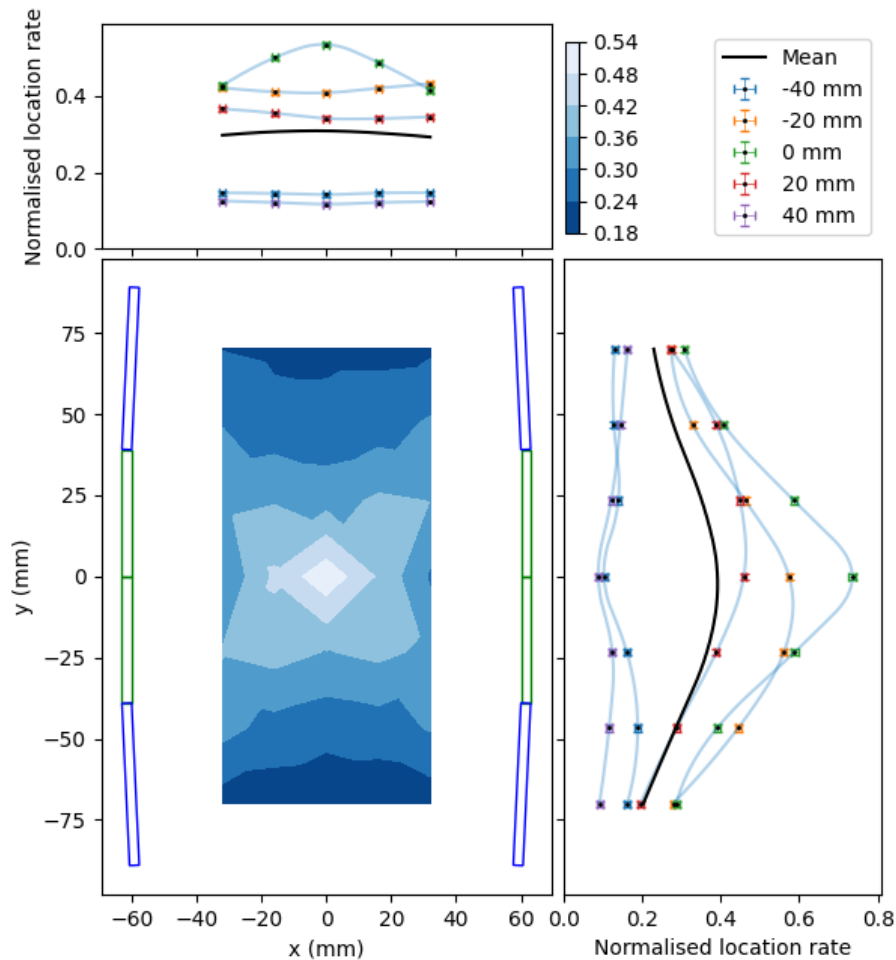 Normalised location rate
0.4
0.2
0.0
0.54
0.48
0.42
0.36
0.30
0.24
0.18
Mean
-40 mm
-20 mm
0 mm
20 mm
40 mm
y (mm)
75
50
25
0
−25
−50
−75
−60 −40 −20 0 20 40 60
x (mm)
0.0 0.2 0.4 0.6 0.8
Normalised location rate